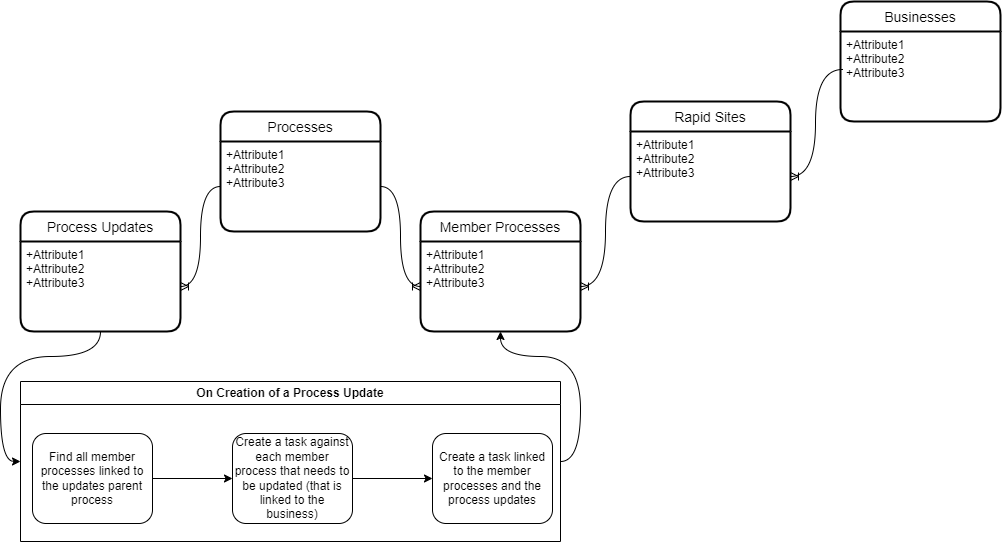 Businesses
+Attribute1
+Attribute2
+Attribute3
Rapid Sites
+Attribute1
+Attribute2
+Attribute3
Processes
+Attribute1
+Attribute2
+Attribute3
Process Updates
+Attribute1
+Attribute2
+Attribute3
Member Processes
+Attribute1
+Attribute2
+Attribute3
On Creation of a Process Update
Find all member
processes linked to
the updates parent
process
Create a task against
each member
process that needs to
be updated (that is
linked to the
business)
Create a task linked
to the member
processes and the
process updates